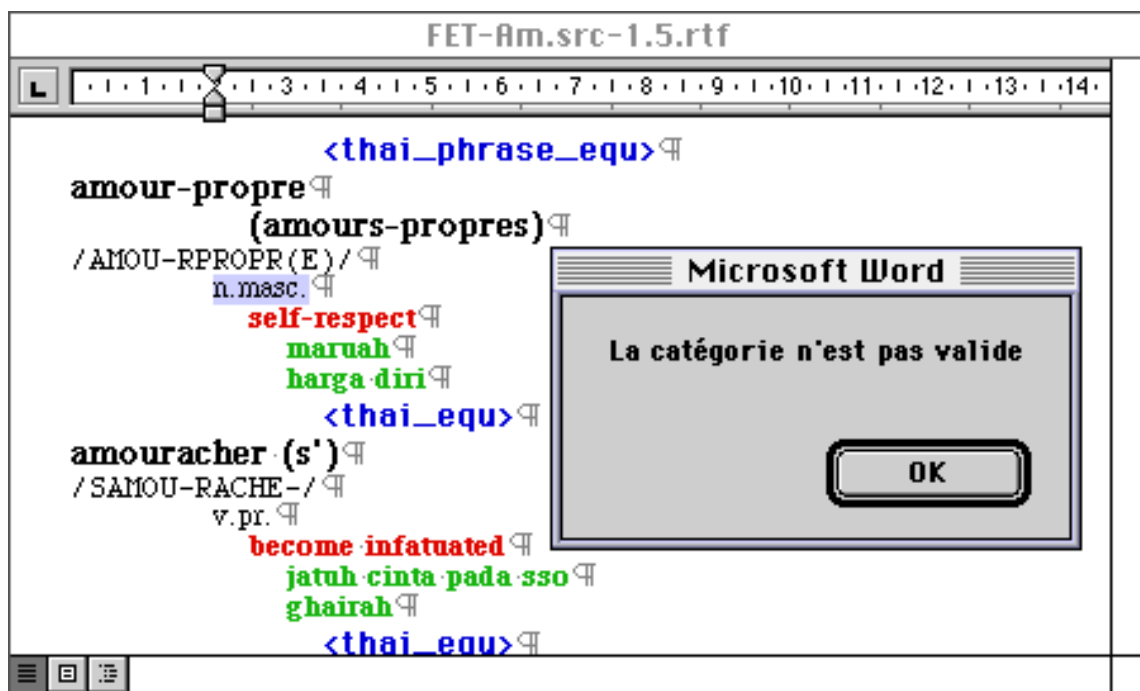 FET-Am.src-1.5.rtf
L 1 3 4 5 6 7 8 9 10 11 12 13 14
<thai_phrase_equ>¶
amour-propre¶
(amours-propres)¶
/AMOU-RPROPR(E)/¶
n.masc.¶
self-respect¶
maruah¶
harga·diri¶
<thai_equ>¶
amouracher·(s')¶
/SAMOU-RACHE-/¶
v.pr.¶
become·infatuated¶
jatuh·cinta·pada·sso¶
ghairah¶
<thai_equ>¶
Microsoft Word
La catégorie n'est pas valide
OK